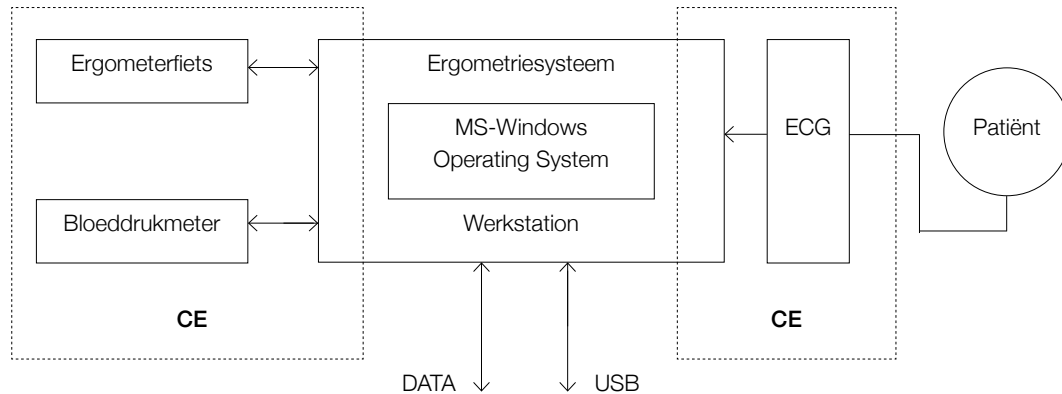 Ergometerfiets
Ergometriesysteem
MS-Windows
Operating System
ECG
Patiënt
Bloeddrukmeter
Werkstation
CE
CE
DATA
USB